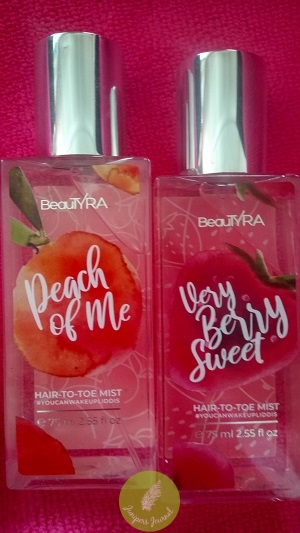 BeauTYRA
Peach
of Me
HAIR-TO-TOE MIST
#YOUCANWAKEUPLIDDIS
e 75 ml 2.55 fl oz
BeauTYRA
Very
Berry
Sweet
HAIR-TO-TOE MIST
#YOUCANWAKEUPLIDDIS
e 75 ml 2.55 fl oz
Junipers Journal